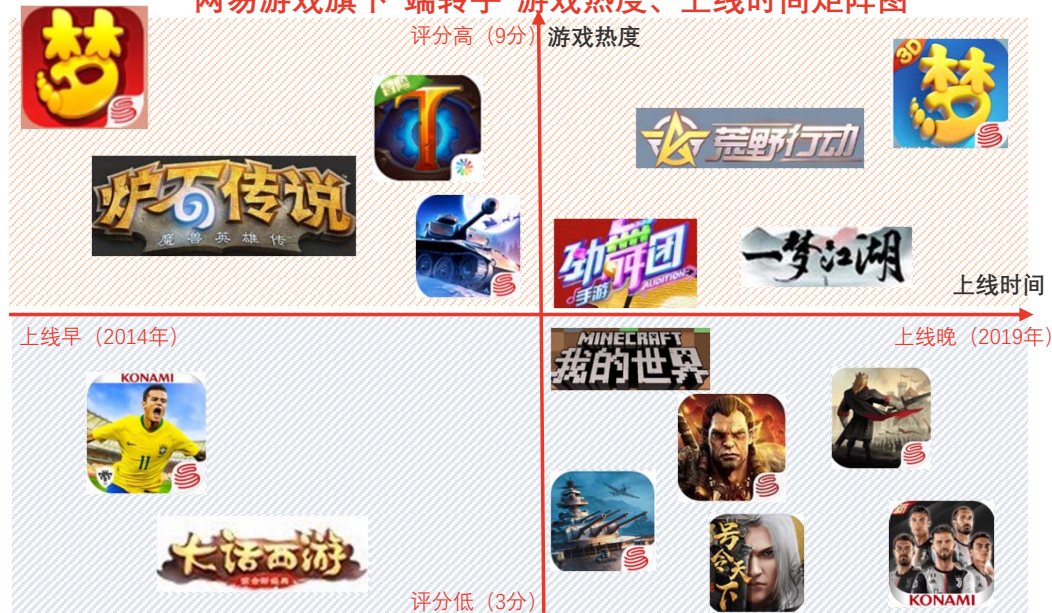 网易游戏旗下"端转手"游戏热度、上线时间矩阵图
评分高（9分）
游戏热度
梦
3D
梦
荒野行动
炉石传说
魔兽英雄传
劲舞团
手游
AUDITION
一梦江湖
上线时间
上线早（2014年）
上线晚（2019年）
MINECRAFT
我的世界
KONAMI
11
大话西游
号令天下
KONAMI
评分低（3分）